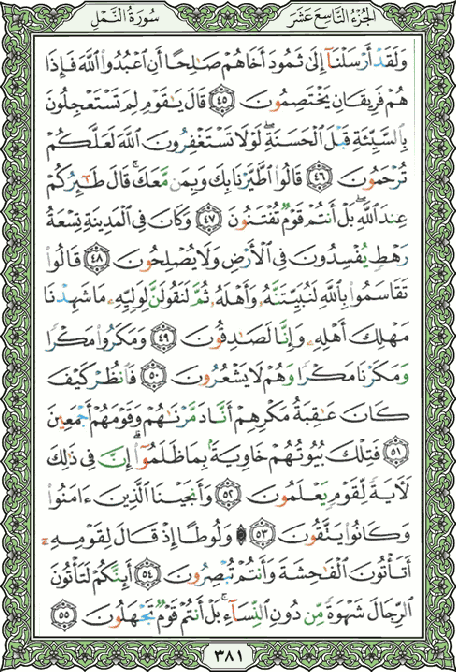 الجزء التاسع عشر سورة النمل
وَلَقَدْ أَرْسَلْنَآ إِلَىٰ ثَمُودَ أَخَاهُمْ صَٰلِحًا أَنِ ٱعْبُدُوا۟ ٱللَّهَ فَإِذَا
هُمْ فَرِيقَانِ يَخْتَصِمُونَ ٤٥ قَالَ يَٰقَوْمِ لِمَ تَسْتَعْجِلُونَ
بِٱلسَّيِّئَةِ قَبْلَ ٱلْحَسَنَةِ ۖ لَوْلَا تَسْتَغْفِرُونَ ٱللَّهَ لَعَلَّكُمْ
تُرْحَمُونَ ٤٦ قَالُوا۟ ٱطَّيَّرْنَا بِكَ وَبِمَن مَّعَكَ ۚ قَالَ طَٰٓئِرُكُمْ
عِندَ ٱللَّهِ ۖ بَلْ أَنتُمْ قَوْمٌ تُفْتَنُونَ ٤٧ وَكَانَ فِى ٱلْمَدِينَةِ تِسْعَةُ
رَهْطٍ يُفْسِدُونَ فِى ٱلْأَرْضِ وَلَا يُصْلِحُونَ ٤٨ قَالُوا۟
تَقَاسَمُوا۟ بِٱللَّهِ لَنُبَيِّتَنَّهُۥ وَأَهْلَهُۥ ثُمَّ لَنَقُولَنَّ لِوَلِيِّهِۦ مَا شَهِدْنَا
مَهْلِكَ أَهْلِهِۦ وَإِنَّا لَصَٰدِقُونَ ٤٩ وَمَكَرُوا۟ مَكْرًا
وَمَكَرْنَا مَكْرًا وَهُمْ لَا يَشْعُرُونَ ٥٠ فَٱنظُرْ كَيْفَ
كَانَ عَٰقِبَةُ مَكْرِهِمْ أَنَّا دَمَّرْنَٰهُمْ وَقَوْمَهُمْ أَجْمَعِينَ
٥١ فَتِلْكَ بُيُوتُهُمْ خَاوِيَةًۢ بِمَا ظَلَمُوٓا۟ ۗ إِنَّ فِى ذَٰلِكَ
لَءَايَةً لِّقَوْمٍ يَعْلَمُونَ ٥٢ وَأَنجَيْنَا ٱلَّذِينَ ءَامَنُوا۟
وَكَانُوا۟ يَتَّقُونَ ٥٣ وَلُوطًا إِذْ قَالَ لِقَوْمِهِۦٓ
أَتَأْتُونَ ٱلْفَٰحِشَةَ وَأَنتُمْ تُبْصِرُونَ ٥٤ أَئِنَّكُمْ لَتَأْتُونَ
ٱلرِّجَالَ شَهْوَةً مِّن دُونِ ٱلنِّسَآءِ ۚ بَلْ أَنتُمْ قَوْمٌ تَجْهَلُونَ ٥٥
٣٨١